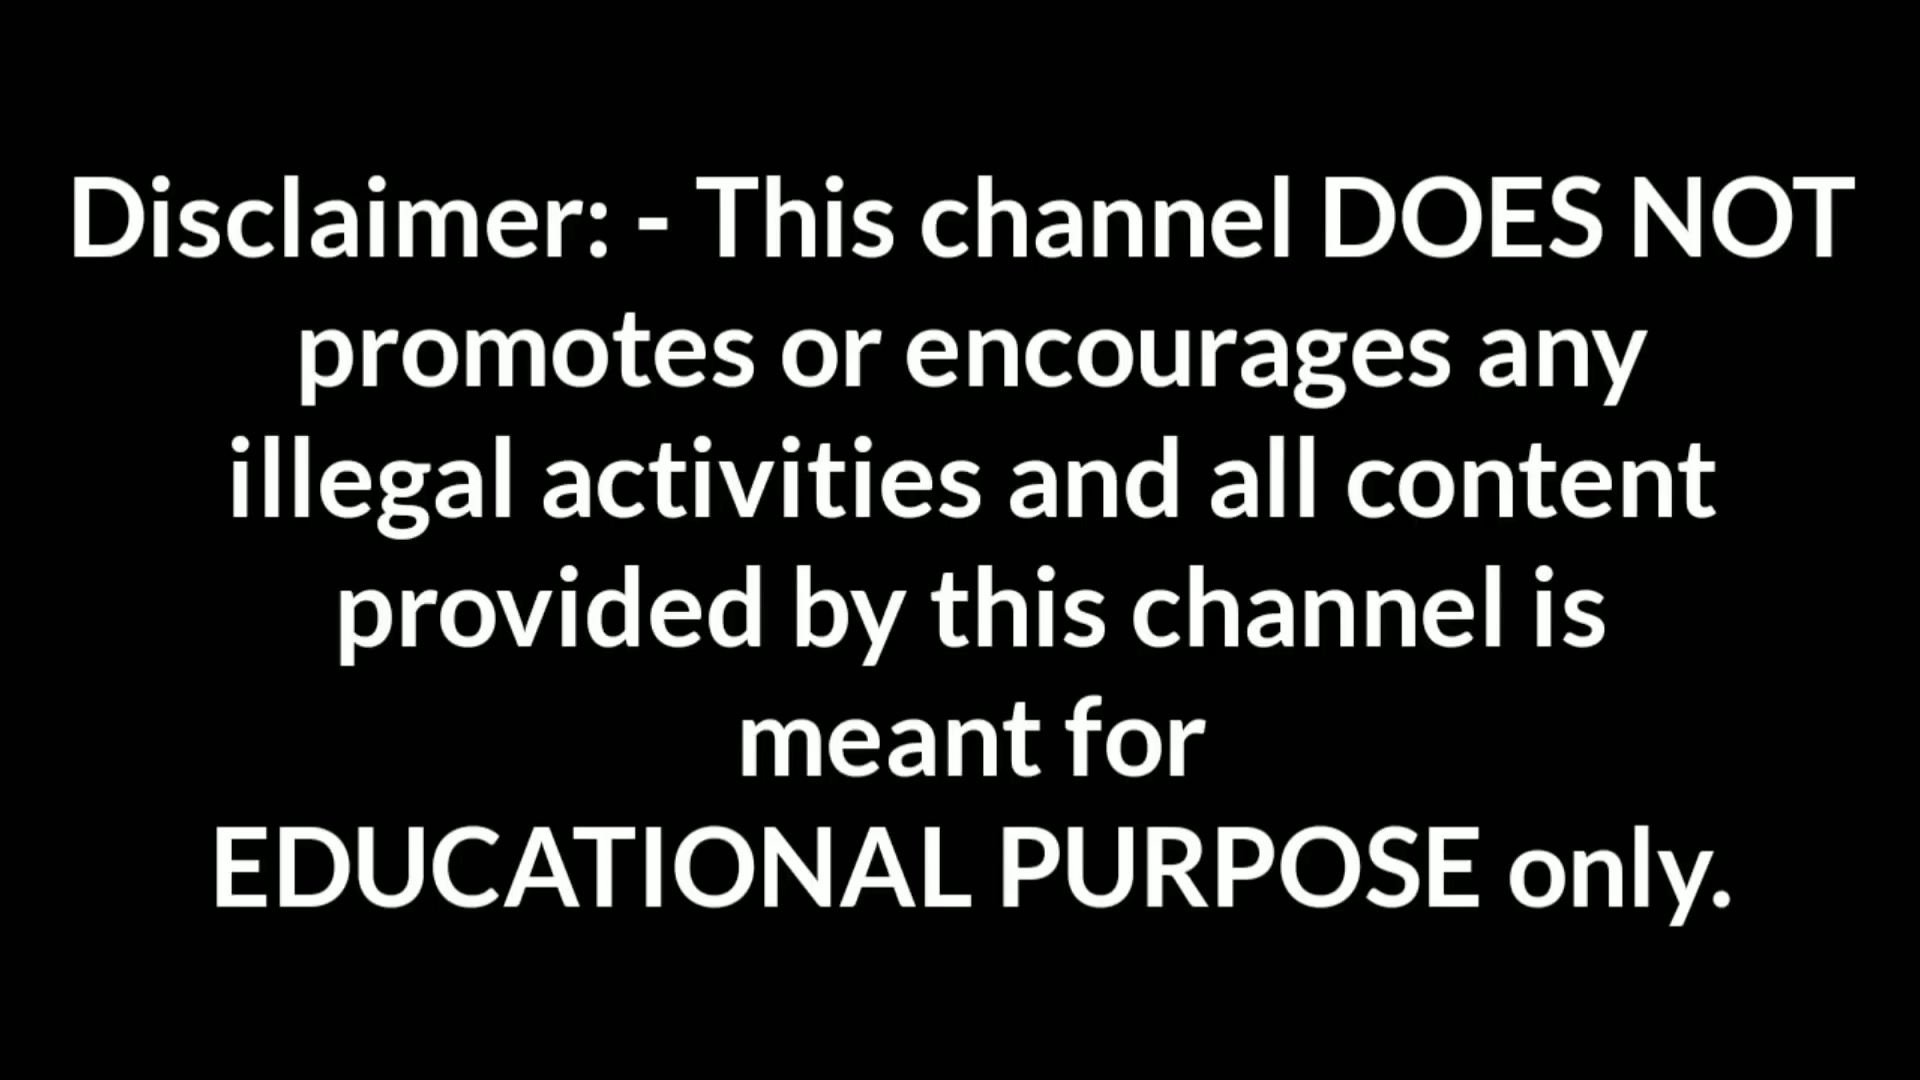 Disclaimer: - This channel DOES NOT
promotes or encourages any
illegal activities and all content
provided by this channel is
meant for
EDUCATIONAL PURPOSE only.